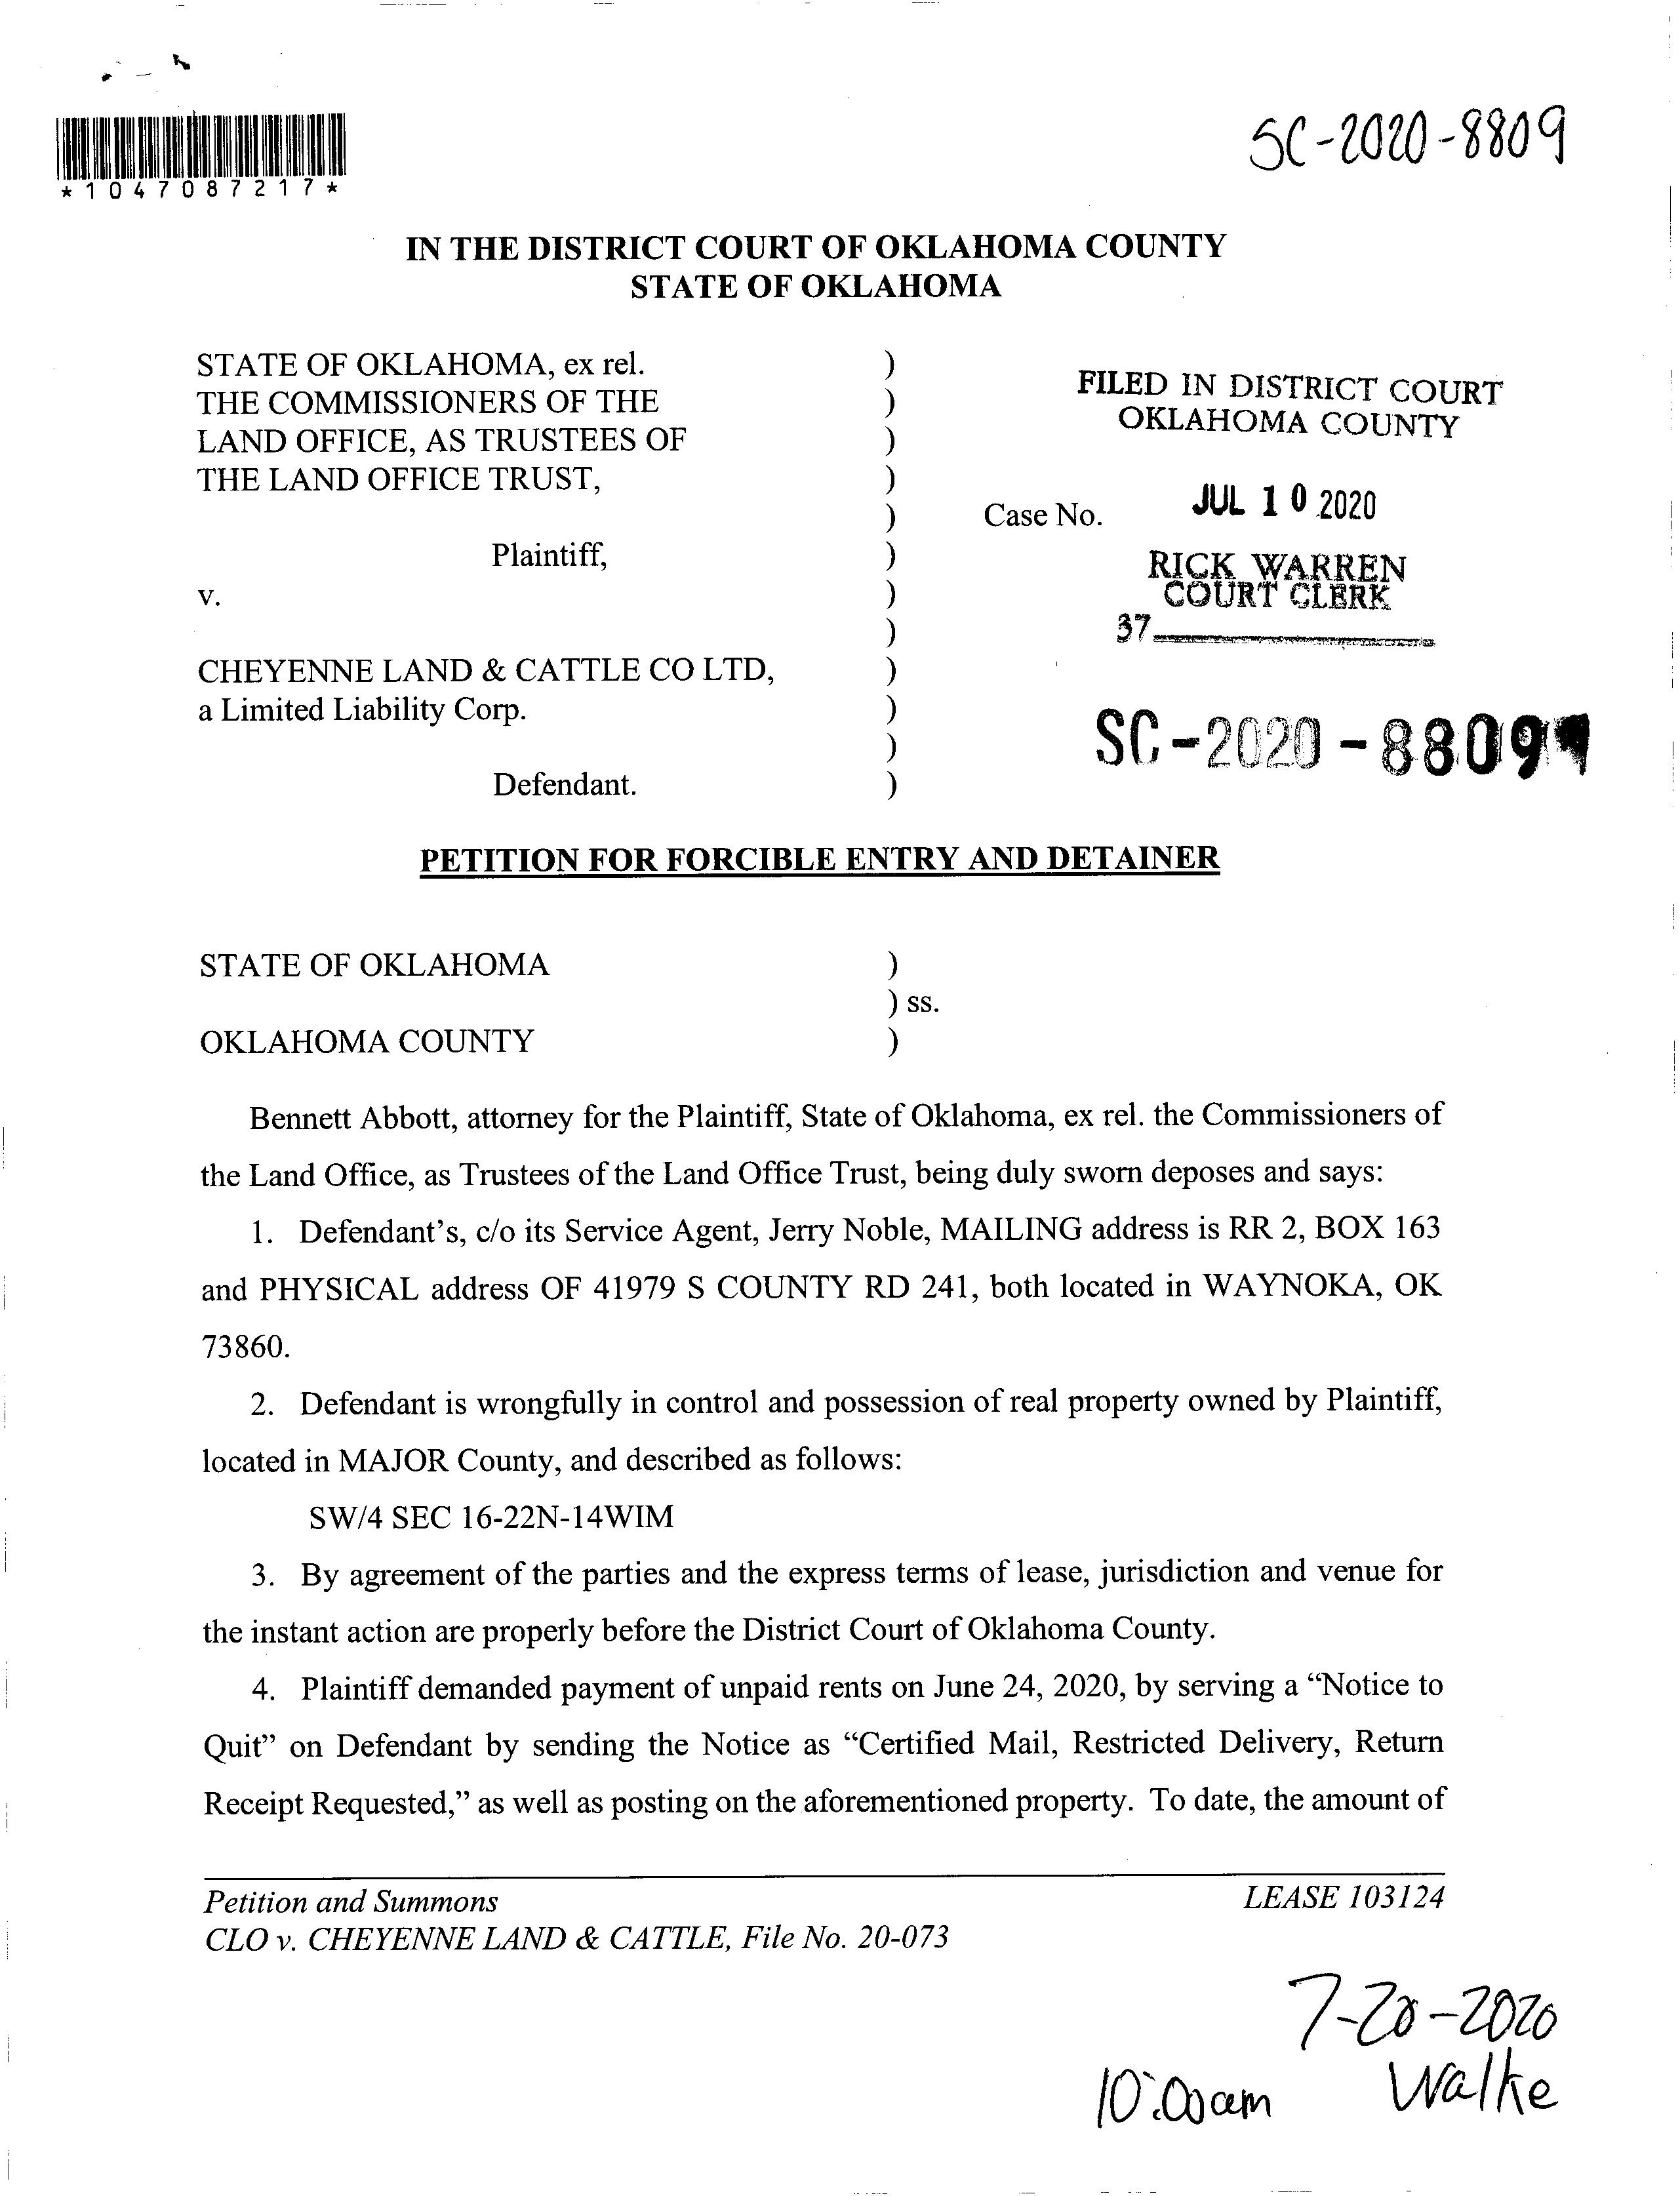 SC-2020-8809
*1047087217*
IN THE DISTRICT COURT OF OKLAHOMA COUNTY
STATE OF OKLAHOMA
STATE OF OKLAHOMA, ex rel. )
THE COMMISSIONERS OF THE )
LAND OFFICE, AS TRUSTEES OF )
THE LAND OFFICE TRUST, )
)
Plaintiff, )
v. )
)
CHEYENNE LAND & CATTLE CO LTD, )
a Limited Liability Corp. )
)
Defendant. )
FILED IN DISTRICT COURT
OKLAHOMA COUNTY
Case No. JUL 10 2020
RICK WARREN
COURT CLERK
37
SC-2020-8809
PETITION FOR FORCIBLE ENTRY AND DETAINER
STATE OF OKLAHOMA )
) ss.
OKLAHOMA COUNTY )
Bennett Abbott, attorney for the Plaintiff, State of Oklahoma, ex rel. the Commissioners of
the Land Office, as Trustees of the Land Office Trust, being duly sworn deposes and says:
1. Defendant's, c/o its Service Agent, Jerry Noble, MAILING address is RR 2, BOX 163
and PHYSICAL address OF 41979 S COUNTY RD 241, both located in WAYNOKA, OK
73860.
2. Defendant is wrongfully in control and possession of real property owned by Plaintiff,
located in MAJOR County, and described as follows:
SW/4 SEC 16-22N-14WIM
3. By agreement of the parties and the express terms of lease, jurisdiction and venue for
the instant action are properly before the District Court of Oklahoma County.
4. Plaintiff demanded payment of unpaid rents on June 24, 2020, by serving a “Notice to
Quit” on Defendant by sending the Notice as “Certified Mail, Restricted Delivery, Return
Receipt Requested,” as well as posting on the aforementioned property. To date, the amount of
Petition and Summons LEASE 103124
CLO v. CHEYENNE LAND & CATTLE, File No. 20-073
7-20-2020
10:00am Walke